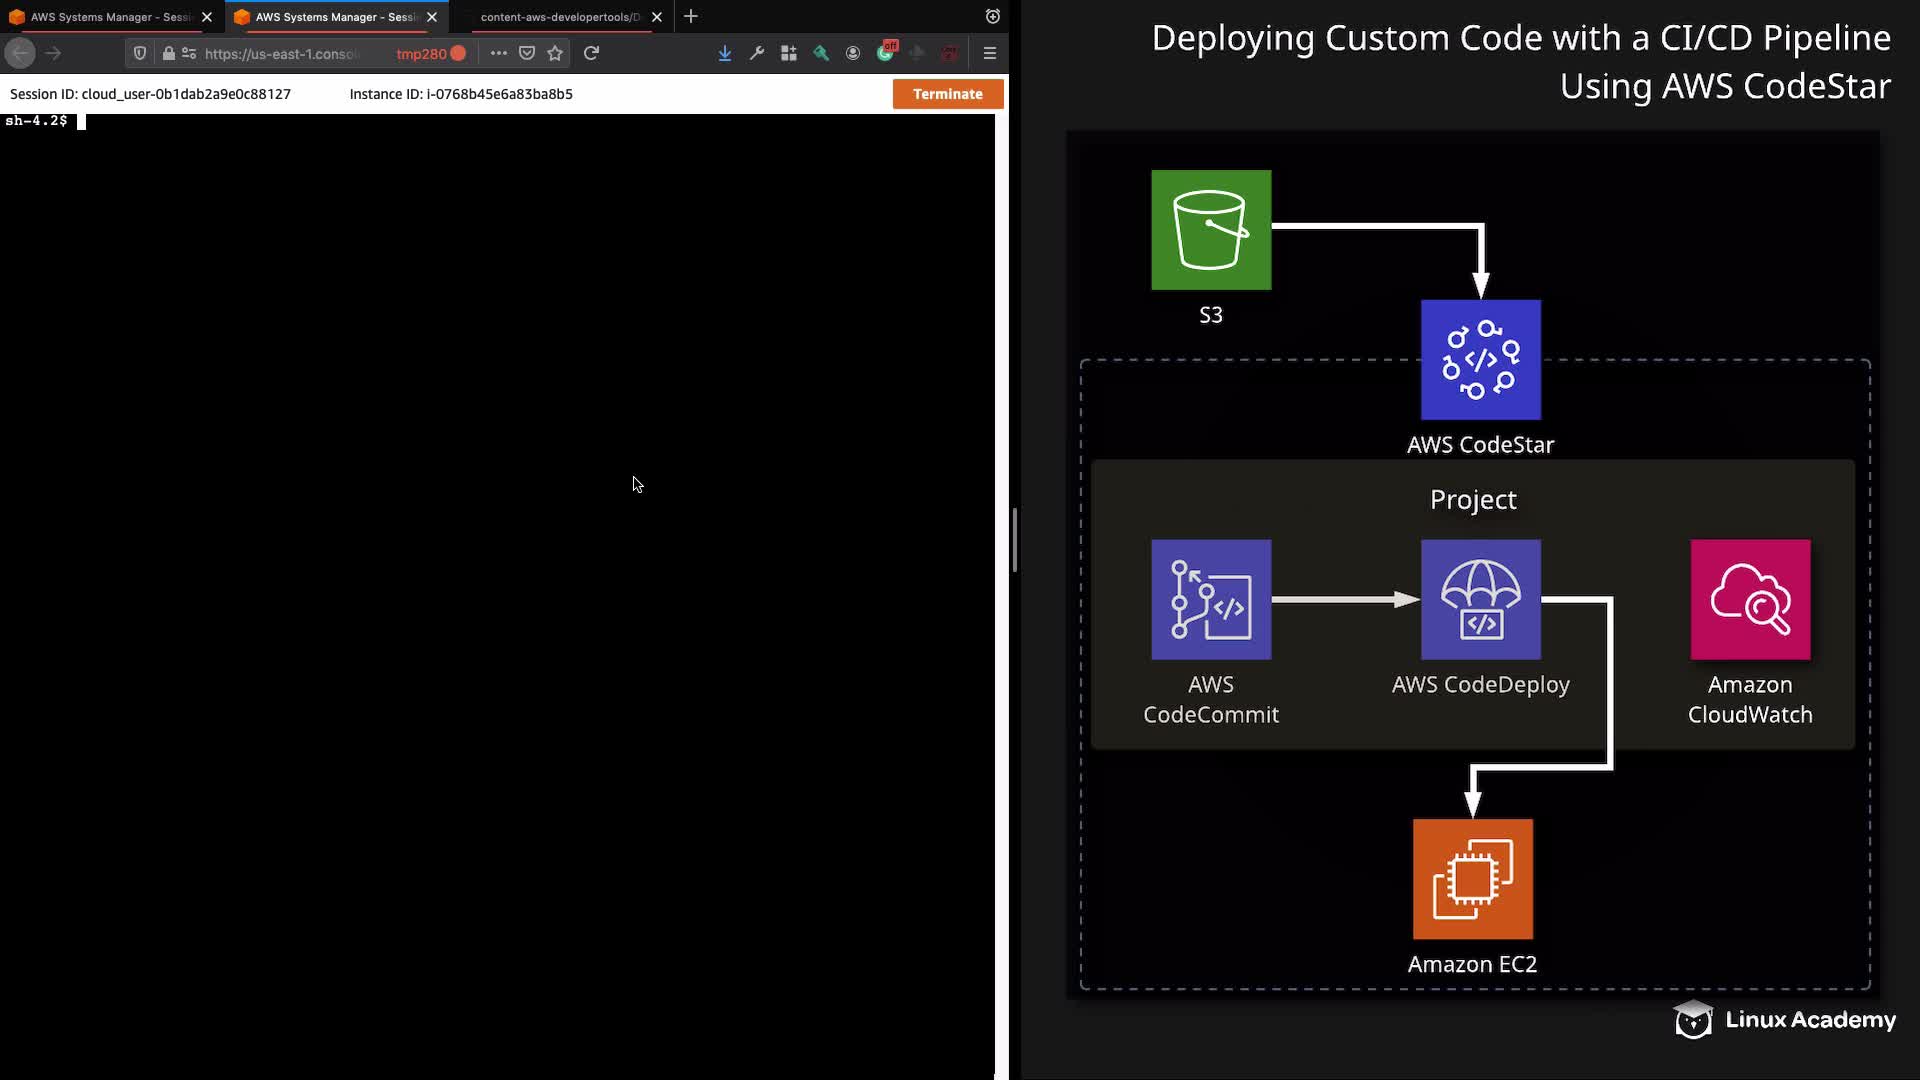 AWS Systems Manager - Sessi
AWS Systems Manager - Sessi
content-aws-developertools/D
https://us-east-1.conso
tmp280
off
Session ID: cloud_user-0b1dab2a9e0c88127
Instance ID: i-0768b45e6a83ba8b5
Terminate
sh-4.2$
Deploying Custom Code with a CI/CD Pipeline
Using AWS CodeStar
S3
AWS CodeStar
Project
AWS
CodeCommit
AWS CodeDeploy
Amazon
CloudWatch
Amazon EC2
Linux Academy